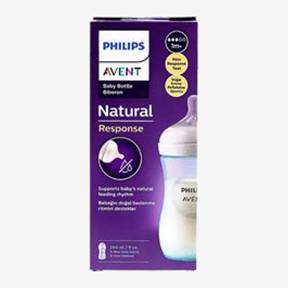 PHILIPS
AVENT
Baby Bottle
Biberon
Natural
Response
Supports baby's natural
feeding rhythm
Bebeğin doğal beslenme
ritmini destekler
1m+
PHILI
AVENT